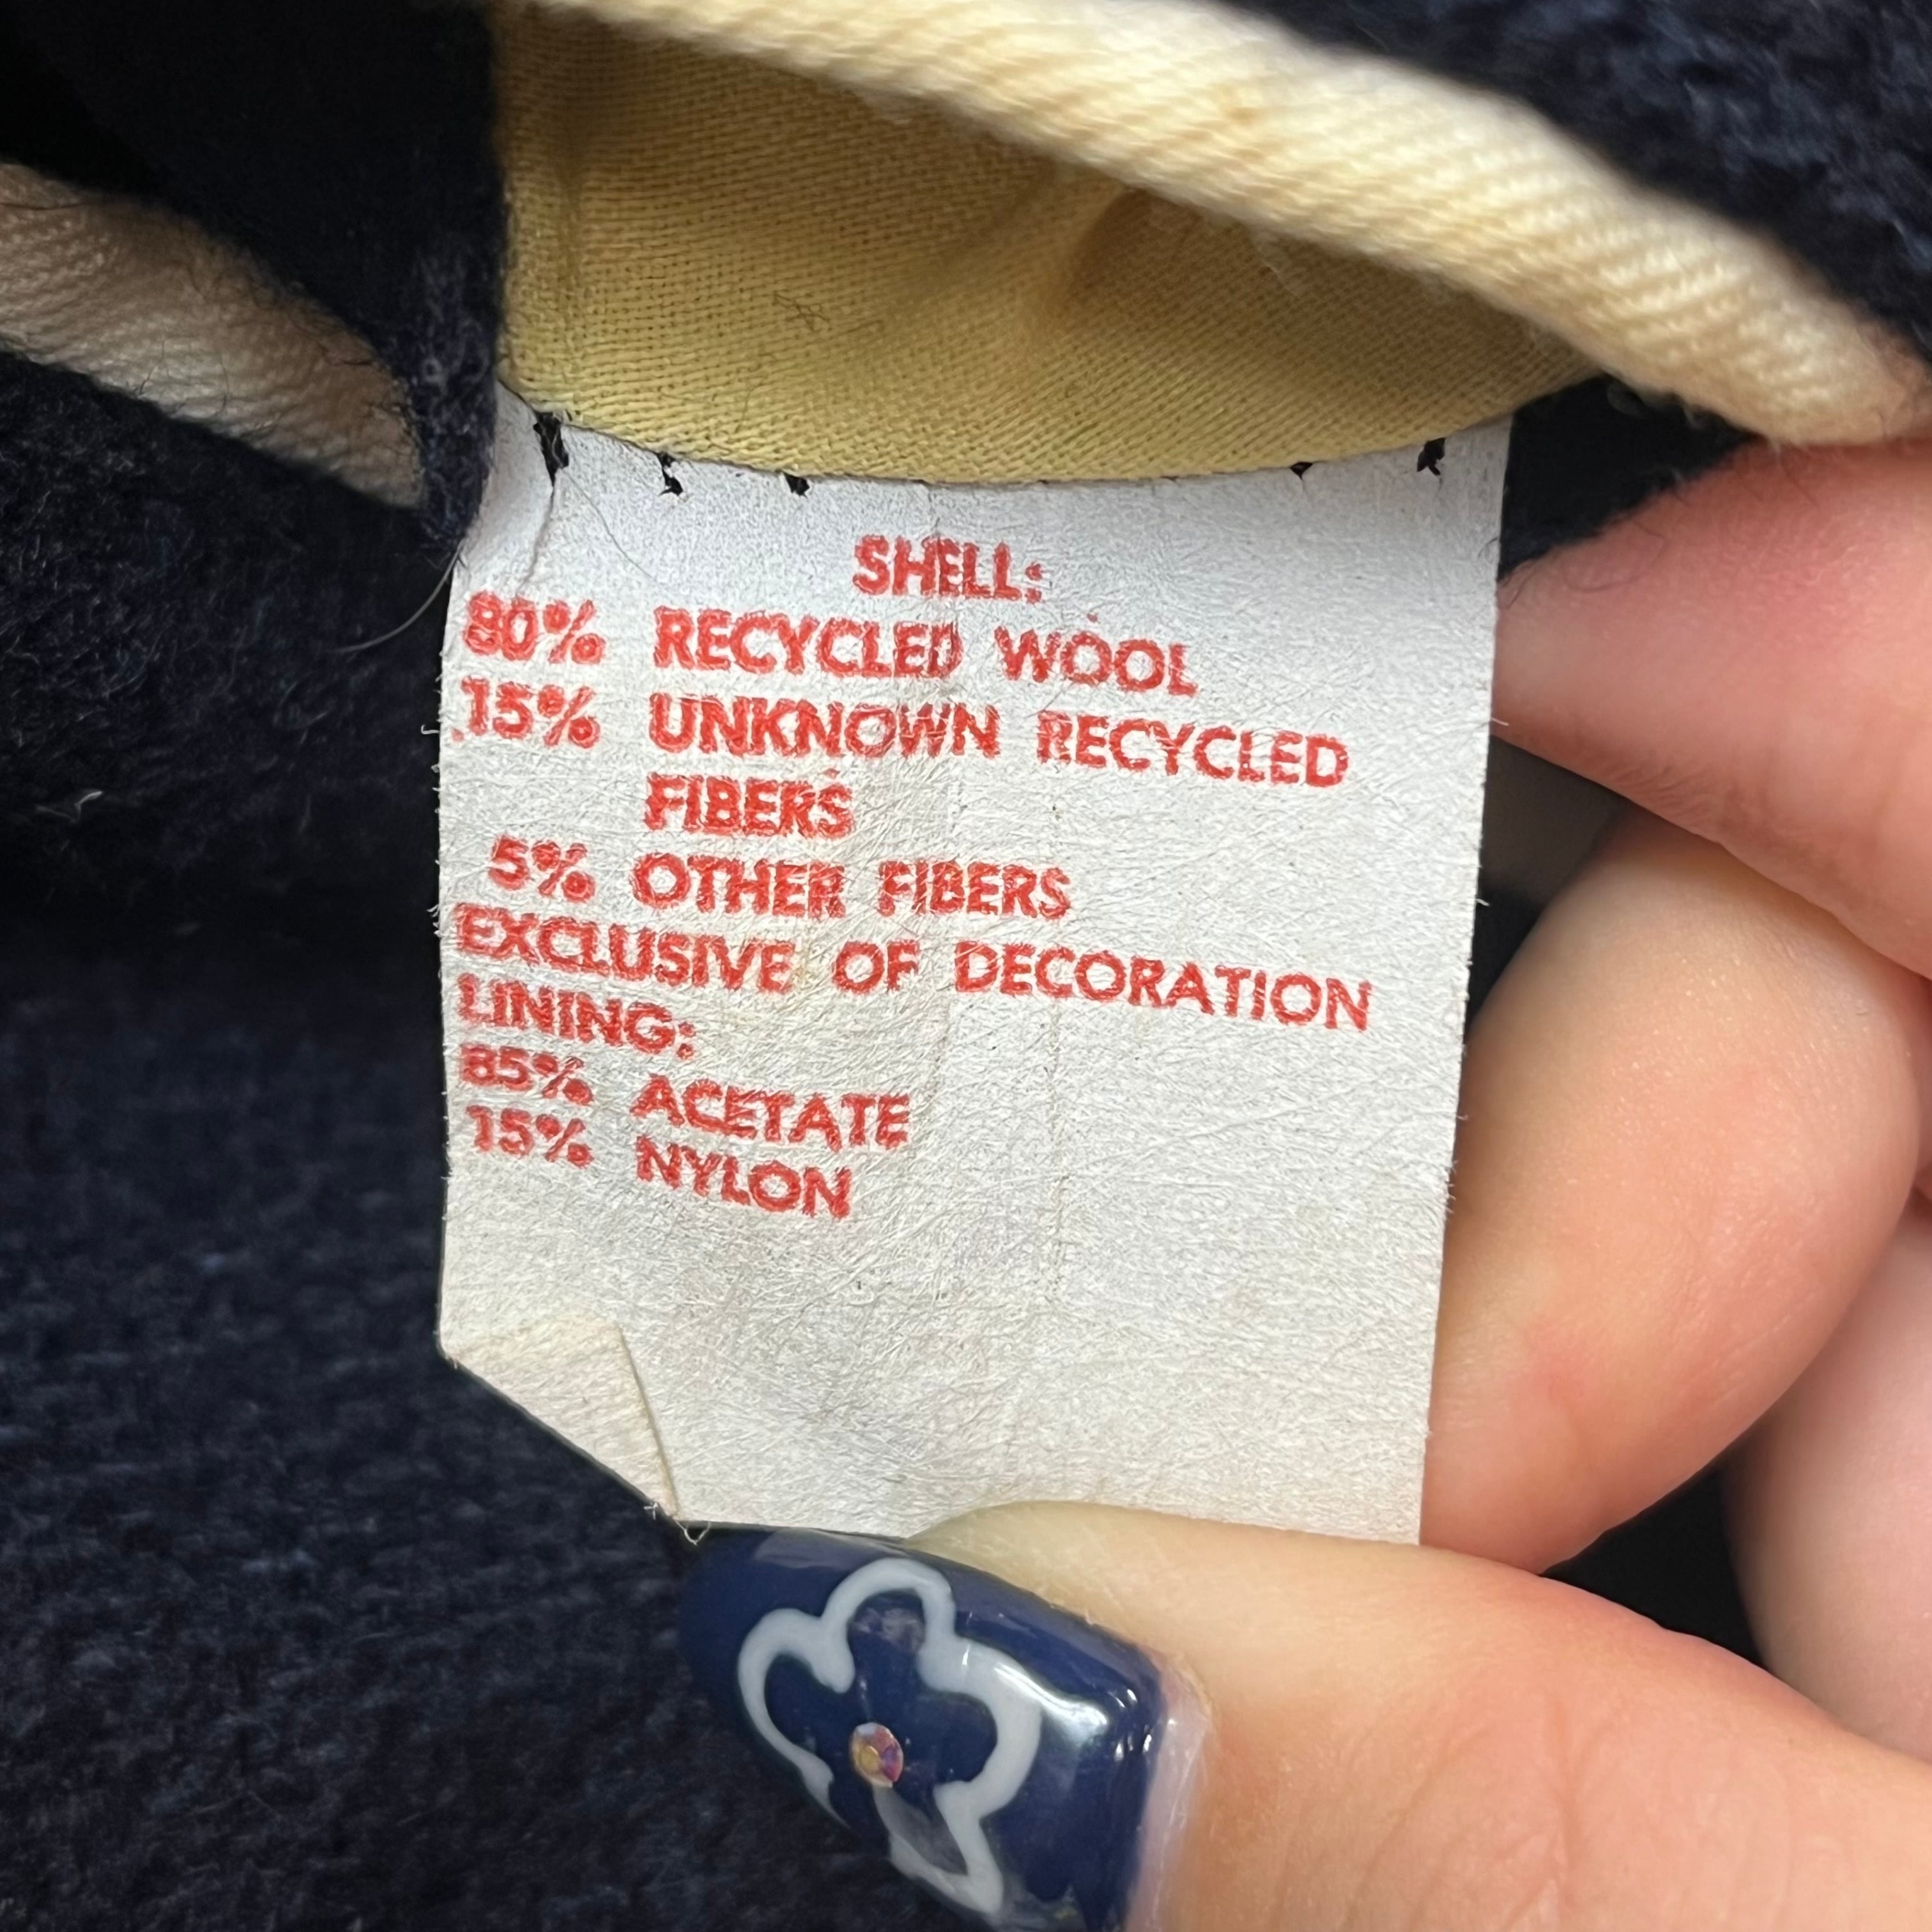 SHELL:
80% RECYCLED WOOL
15% UNKNOWN RECYCLED
FIBERS
5% OTHER FIBERS
EXCLUSIVE OF DECORATION
LINING:
85% ACETATE
15% NYLON